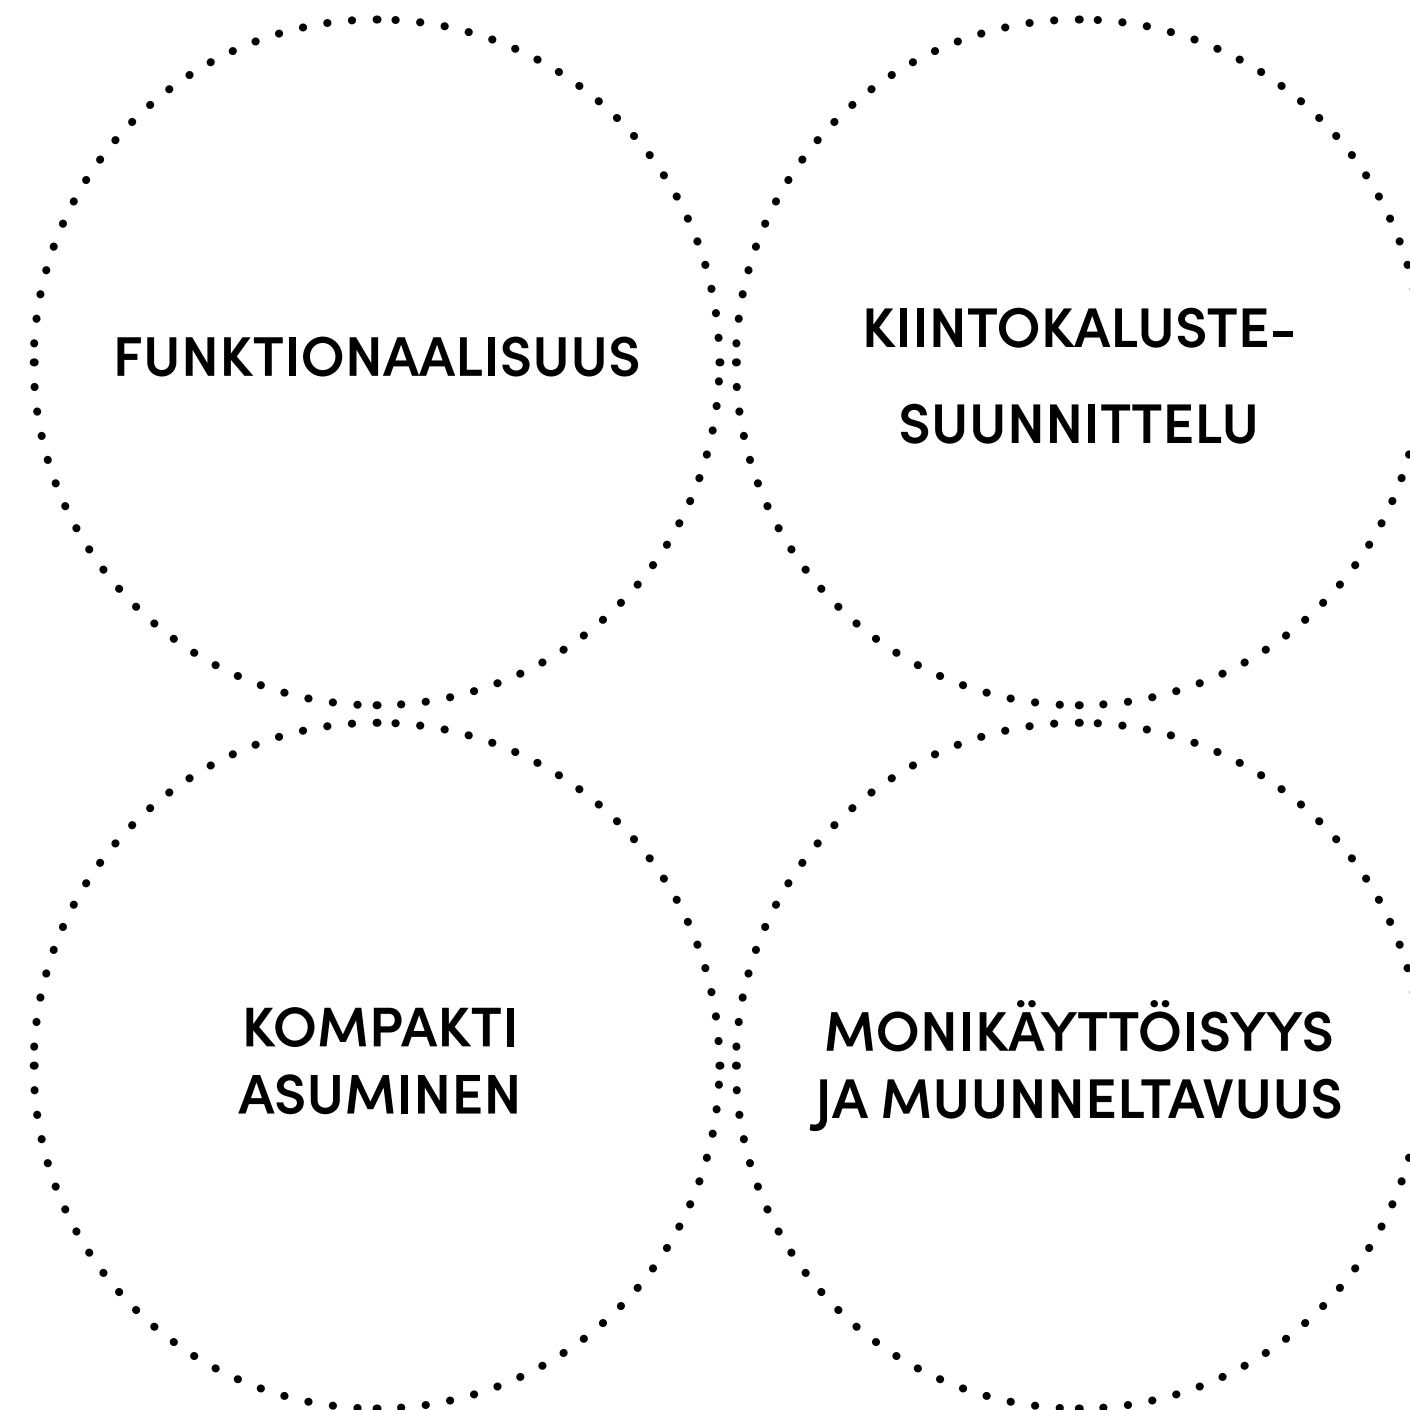 FUNKTIONAALISUUS
KIINTOKALUSTE-
SUUNNITTELU
KOMPAKTI
ASUMINEN
MONIKÄYTTÖISYYS
JA MUUNNELTAVUUS